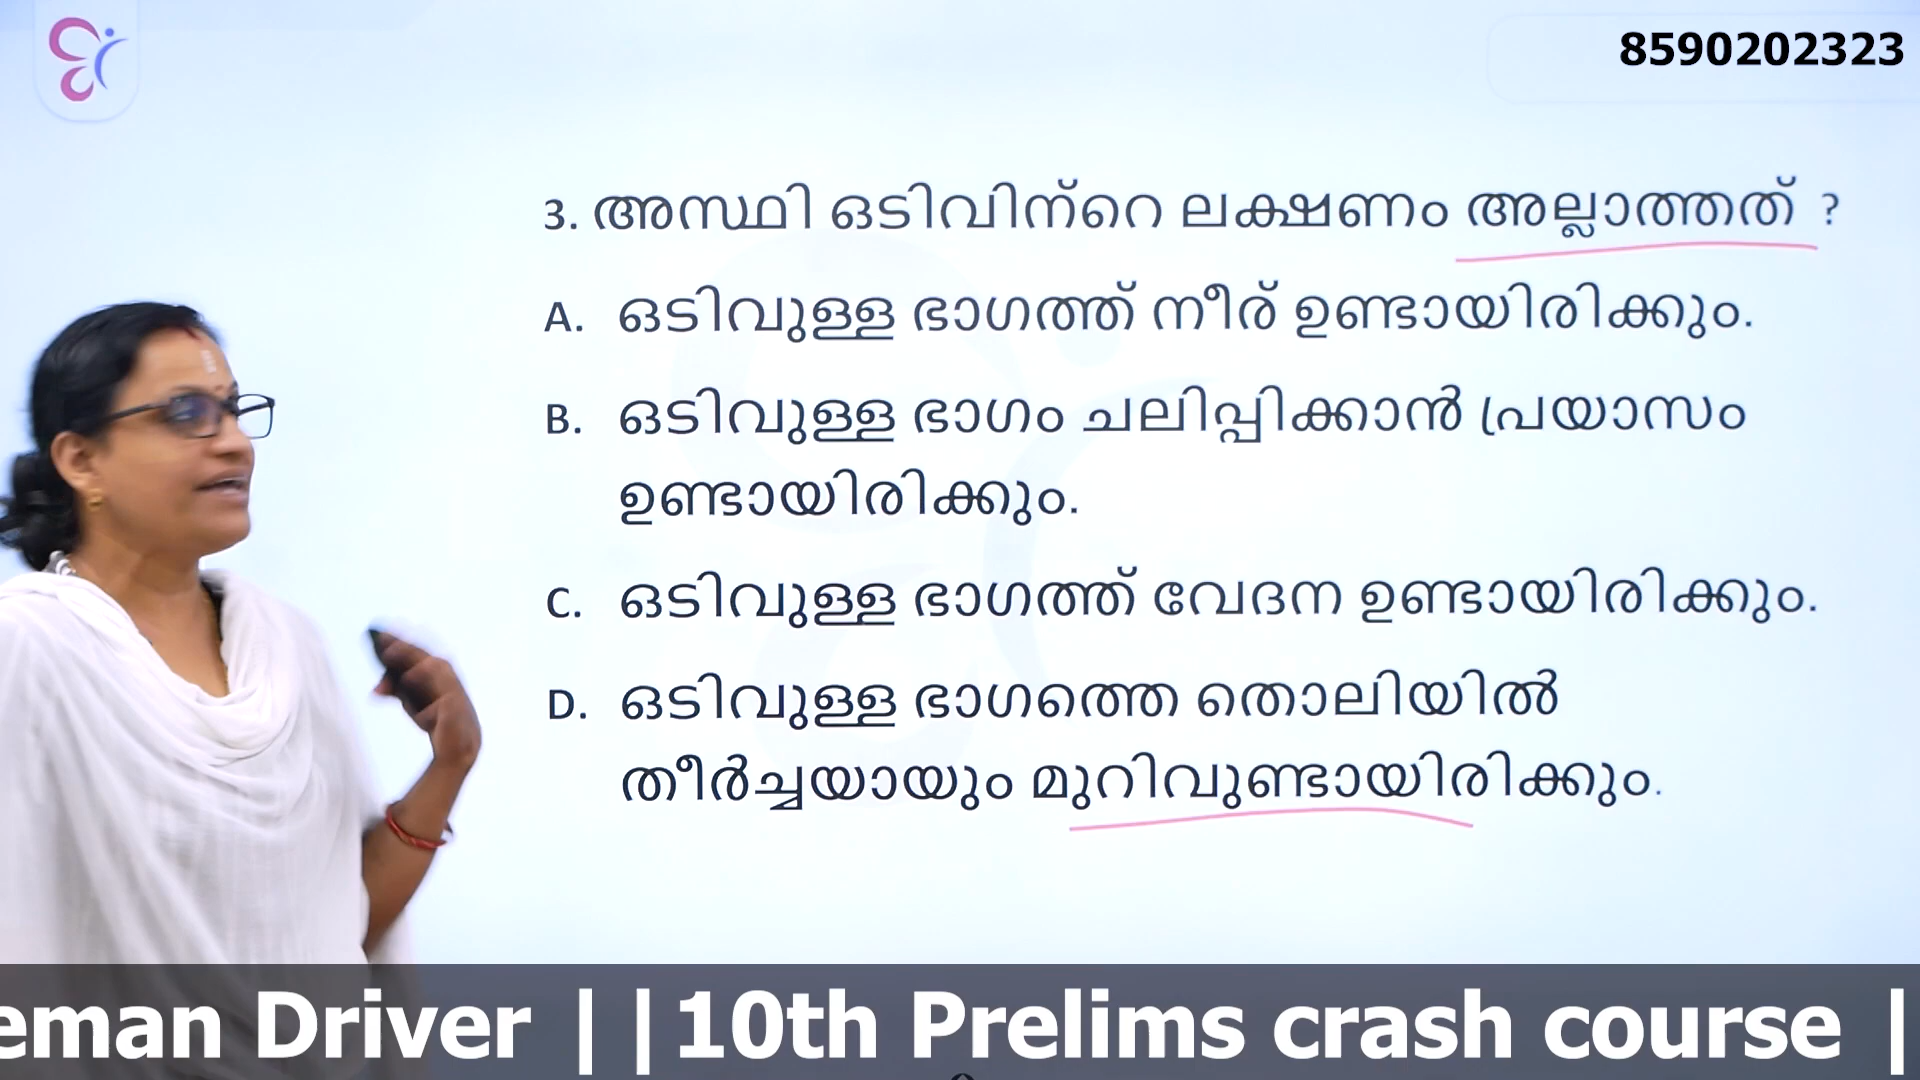 8590202323
3. അസ്ഥി ഒടിവിന്റെ ലക്ഷണം അല്ലാത്തത് ?
A. ഒടിവുള്ള ഭാഗത്ത് നീര് ഉണ്ടായിരിക്കും.
B. ഒടിവുള്ള ഭാഗം ചലിപ്പിക്കാൻ പ്രയാസം
ഉണ്ടായിരിക്കും.
C. ഒടിവുള്ള ഭാഗത്ത് വേദന ഉണ്ടായിരിക്കും.
D. ഒടിവുള്ള ഭാഗത്തെ തൊലിയിൽ
തീർച്ചയായും മുറിവുണ്ടായിരിക്കും.
eman Driver ||10th Prelims crash course |